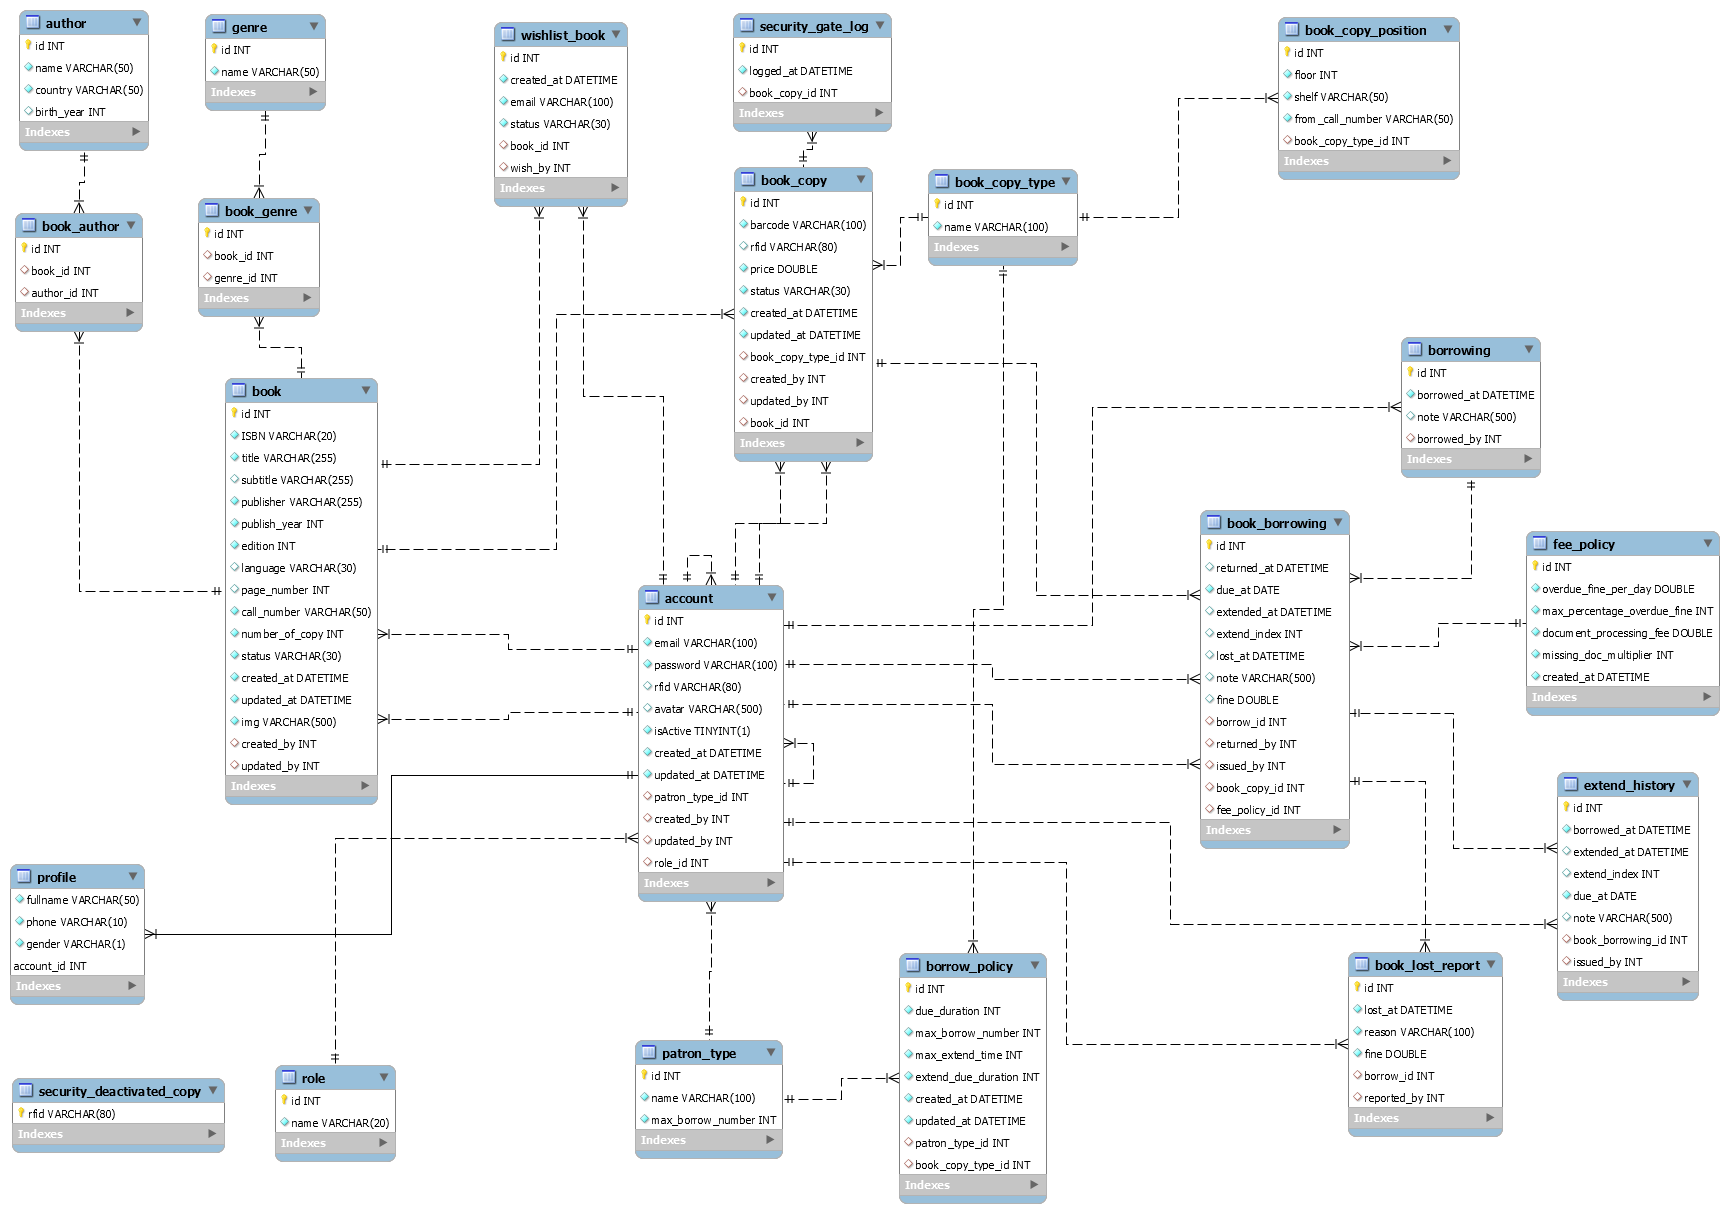 author
id INT
name VARCHAR(50)
country VARCHAR(50)
birth_year INT
Indexes
genre
id INT
name VARCHAR(50)
Indexes
wishlist_book
id INT
created_at DATETIME
email VARCHAR(100)
status VARCHAR(30)
book_id INT
wish_by INT
Indexes
security_gate_log
id INT
logged_at DATETIME
book_copy_id INT
Indexes
book_copy_position
id INT
floor INT
shelf VARCHAR(50)
from_call_number VARCHAR(50)
book_copy_type_id INT
Indexes
book_author
id INT
book_id INT
author_id INT
Indexes
book_genre
id INT
book_id INT
genre_id INT
Indexes
book_copy
id INT
barcode VARCHAR(100)
rfid VARCHAR(80)
price DOUBLE
status VARCHAR(30)
created_at DATETIME
updated_at DATETIME
book_copy_type_id INT
created_by INT
updated_by INT
book_id INT
Indexes
book_copy_type
id INT
name VARCHAR(100)
Indexes
borrowing
id INT
borrowed_at DATETIME
note VARCHAR(500)
borrowed_by INT
Indexes
book
id INT
ISBN VARCHAR(20)
title VARCHAR(255)
subtitle VARCHAR(255)
publisher VARCHAR(255)
publish_year INT
edition INT
language VARCHAR(30)
page_number INT
call_number VARCHAR(50)
number_of_copy INT
status VARCHAR(30)
created_at DATETIME
updated_at DATETIME
img VARCHAR(500)
created_by INT
updated_by INT
Indexes
account
id INT
email VARCHAR(100)
password VARCHAR(100)
rfid VARCHAR(80)
avatar VARCHAR(500)
isActive TINYINT(1)
created_at DATETIME
updated_at DATETIME
patron_type_id INT
created_by INT
updated_by INT
role_id INT
Indexes
book_borrowing
id INT
returned_at DATETIME
due_at DATE
extended_at DATETIME
extend_index INT
lost_at DATETIME
note VARCHAR(500)
fine DOUBLE
borrow_id INT
returned_by INT
issued_by INT
book_copy_id INT
fee_policy_id INT
Indexes
fee_policy
id INT
overdue_fine_per_day DOUBLE
max_percentage_overdue_fine INT
document_processing_fee DOUBLE
missing_doc_multiplier INT
created_at DATETIME
Indexes
extend_history
id INT
borrowed_at DATETIME
extended_at DATETIME
extend_index INT
due_at DATE
note VARCHAR(500)
book_borrowing_id INT
issued_by INT
Indexes
profile
fullname VARCHAR(50)
phone VARCHAR(10)
gender VARCHAR(1)
account_id INT
Indexes
borrow_policy
id INT
due_duration INT
max_borrow_number INT
max_extend_time INT
extend_due_duration INT
created_at DATETIME
updated_at DATETIME
patron_type_id INT
book_copy_type_id INT
Indexes
book_lost_report
id INT
lost_at DATETIME
reason VARCHAR(100)
fine DOUBLE
borrow_id INT
reported_by INT
Indexes
security_deactivated_copy
rfid VARCHAR(80)
Indexes
role
id INT
name VARCHAR(20)
Indexes
patron_type
id INT
name VARCHAR(100)
max_borrow_number INT
Indexes